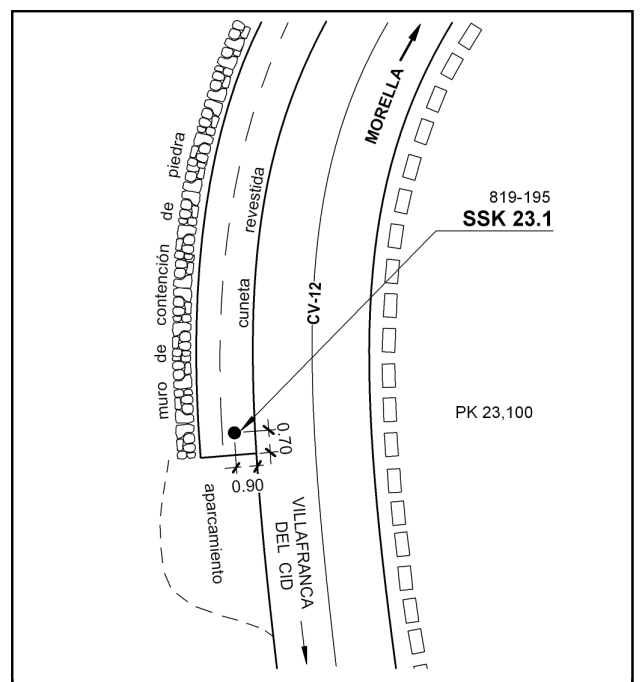 MORELLA
819-195
SSK 23.1
muro de contención de piedra
cuneta revestida
CV-12
PK 23,100
0.70
0.90
aparcamiento
VILLAFRANCA
DEL CID